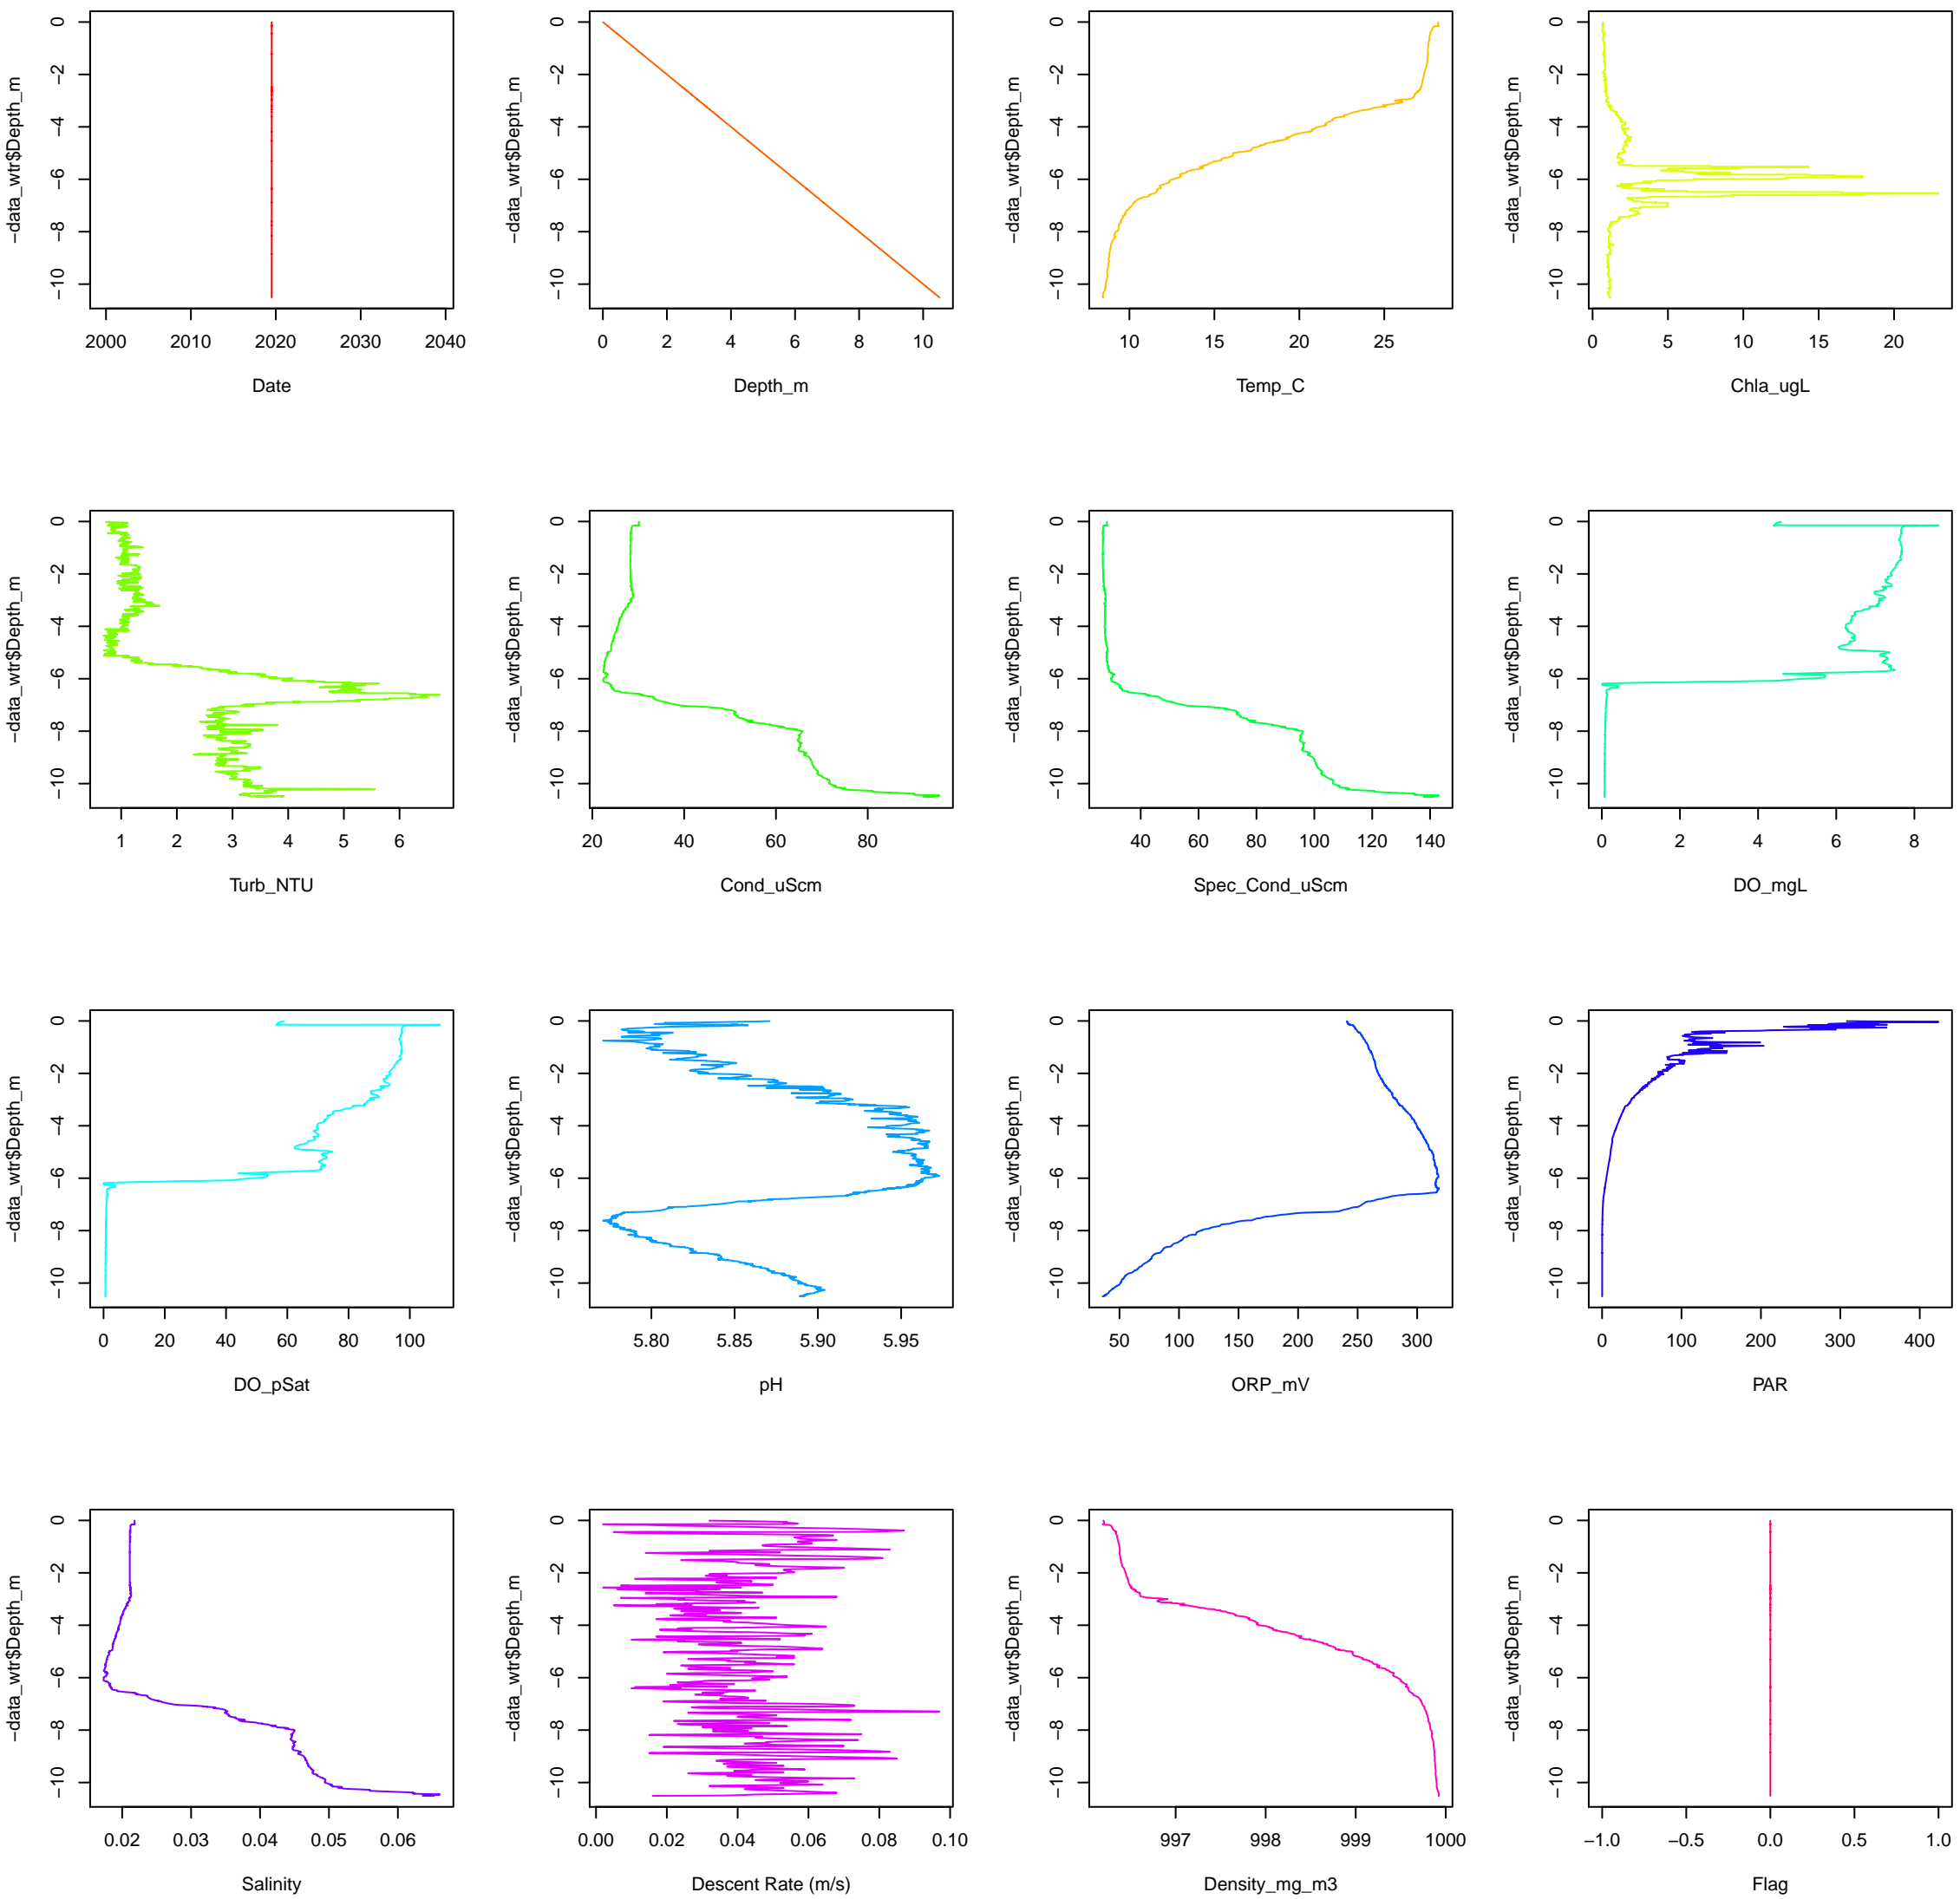 -data_wtr$Depth_m
0
−2
−4
−6
−8
−10
2000 2010 2020 2030 2040
Date
-data_wtr$Depth_m
0
−2
−4
−6
−8
−10
0 2 4 6 8 10
Depth_m
-data_wtr$Depth_m
0
−2
−4
−6
−8
−10
10 15 20 25
Temp_C
-data_wtr$Depth_m
0
−2
−4
−6
−8
−10
0 5 10 15 20
Chla_ugL
-data_wtr$Depth_m
0
−2
−4
−6
−8
−10
1 2 3 4 5 6
Turb_NTU
-data_wtr$Depth_m
0
−2
−4
−6
−8
−10
20 40 60 80
Cond_uScm
-data_wtr$Depth_m
0
−2
−4
−6
−8
−10
40 60 80 100 120 140
Spec_Cond_uScm
-data_wtr$Depth_m
0
−2
−4
−6
−8
−10
0 2 4 6 8
DO_mgL
-data_wtr$Depth_m
0
−2
−4
−6
−8
−10
0 20 40 60 80 100
DO_pSat
-data_wtr$Depth_m
0
−2
−4
−6
−8
−10
5.80 5.85 5.90 5.95
pH
-data_wtr$Depth_m
0
−2
−4
−6
−8
−10
50 100 150 200 250 300
ORP_mV
-data_wtr$Depth_m
0
−2
−4
−6
−8
−10
0 100 200 300 400
PAR
-data_wtr$Depth_m
0
−2
−4
−6
−8
−10
0.02 0.03 0.04 0.05 0.06
Salinity
-data_wtr$Depth_m
0
−2
−4
−6
−8
−10
0.00 0.02 0.04 0.06 0.08 0.10
Descent Rate (m/s)
-data_wtr$Depth_m
0
−2
−4
−6
−8
−10
997 998 999 1000
Density_mg_m3
-data_wtr$Depth_m
0
−2
−4
−6
−8
−10
−1.0 −0.5 0.0 0.5 1.0
Flag